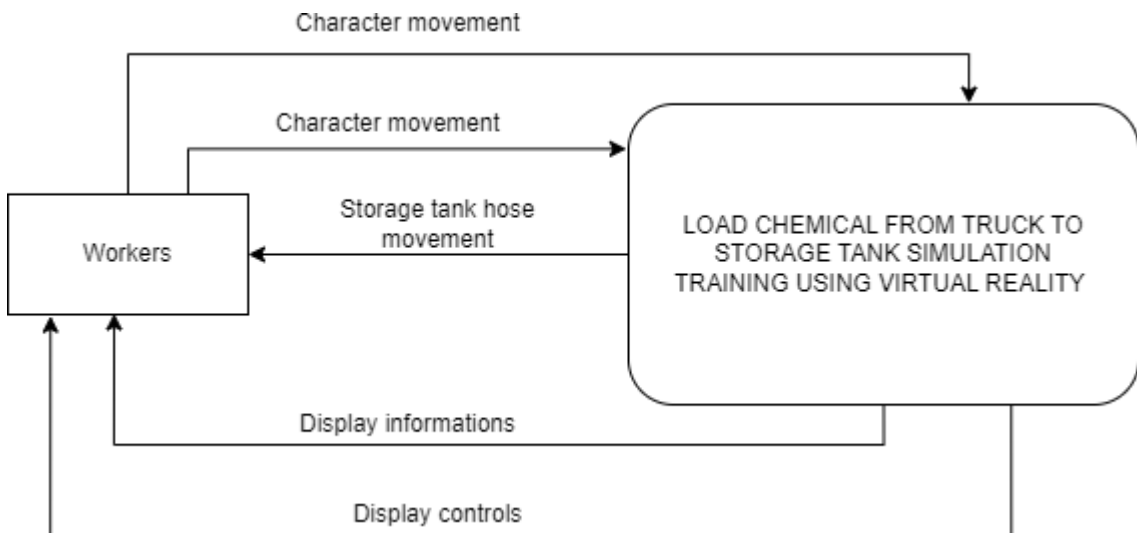 Character movement
Character movement
Storage tank hose
movement
Workers
LOAD CHEMICAL FROM TRUCK TO
STORAGE TANK SIMULATION
TRAINING USING VIRTUAL REALITY
Display informations
Display controls